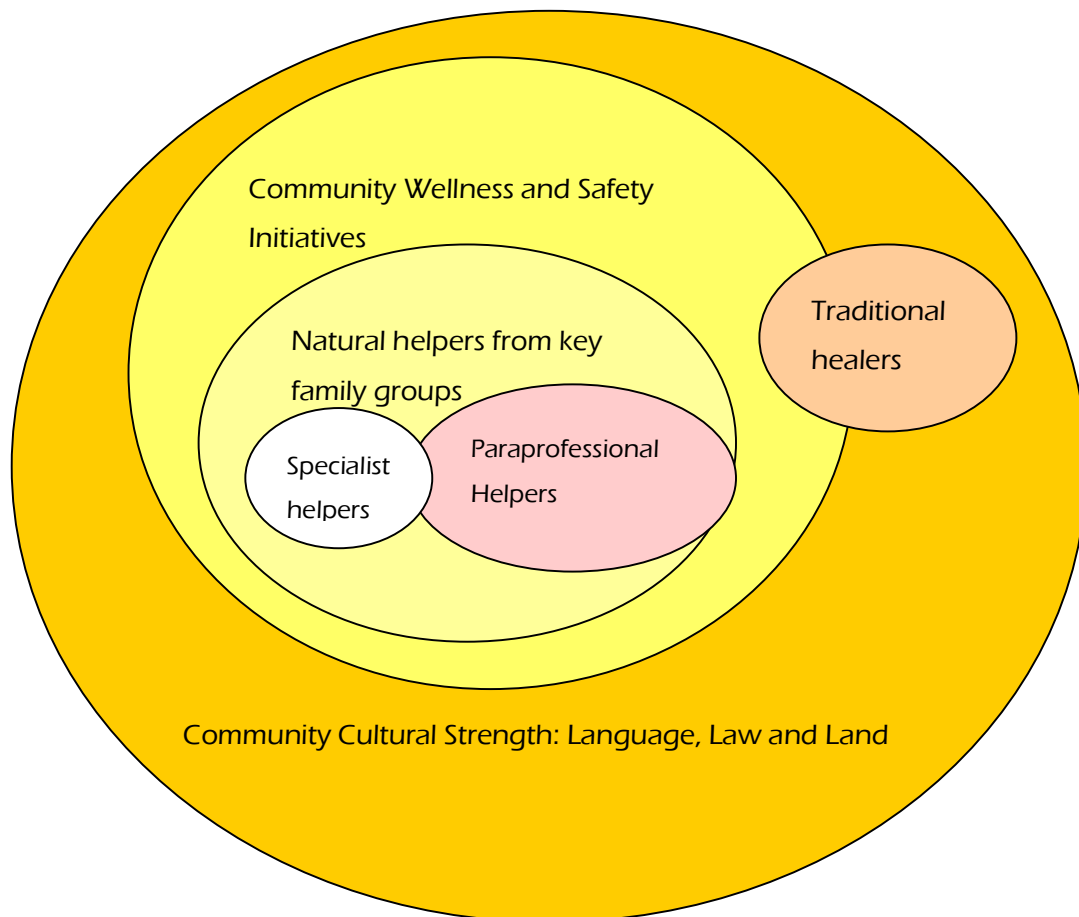 Community Wellness and Safety
Initiatives
Traditional
healers
Natural helpers from key
family groups
Specialist
helpers
Paraprofessional
Helpers
Community Cultural Strength: Language, Law and Land